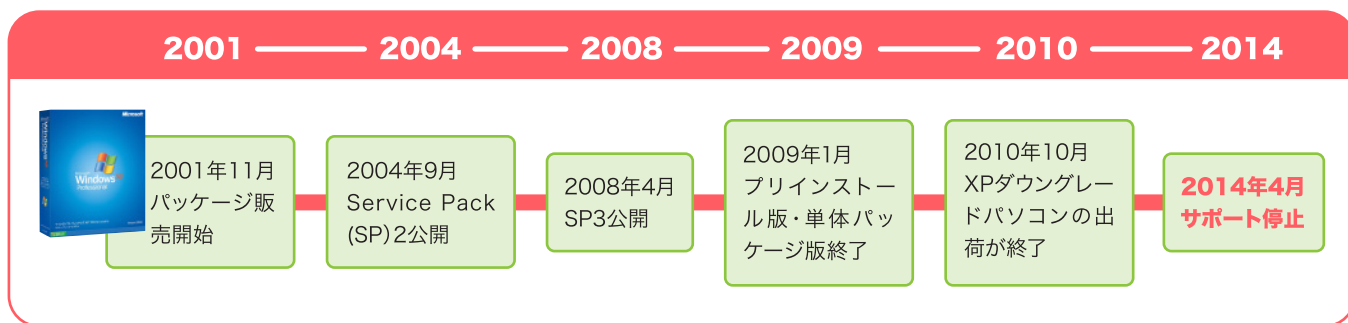 2001
2004
2008
2009
2010
2014
Microsoft
Windows
Professional
2001年11月
パッケージ販
売開始
2004年9月
Service Pack
(SP)2公開
2008年4月
SP3公開
2009年1月
プリインストー
ル版・単体パッ
ケージ版終了
2010年10月
XPダウングレー
ドパソコンの出
荷が終了
2014年4月
サポート停止